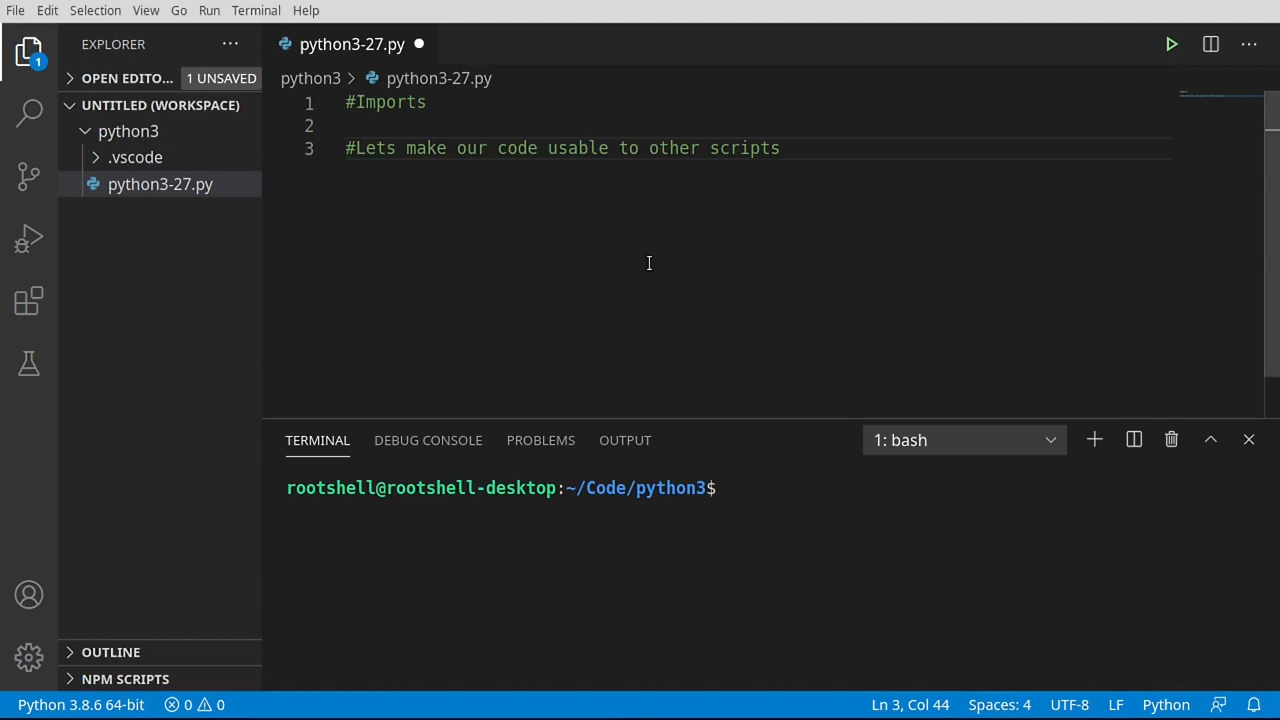 File Edit Selection View Go Run Terminal Help
EXPLORER
OPEN EDITO... 1 UNSAVED
UNTITLED (WORKSPACE)
python3
.vscode
python3-27.py
OUTLINE
NPM SCRIPTS
1
python3-27.py
python3 > python3-27.py
1 #Imports
2
3 #Lets make our code usable to other scripts
TERMINAL DEBUG CONSOLE PROBLEMS OUTPUT 1: bash
rootshell@rootshell-desktop:~/Code/python3$
Python 3.8.6 64-bit 0 0 Ln 3, Col 44 Spaces: 4 UTF-8 LF Python